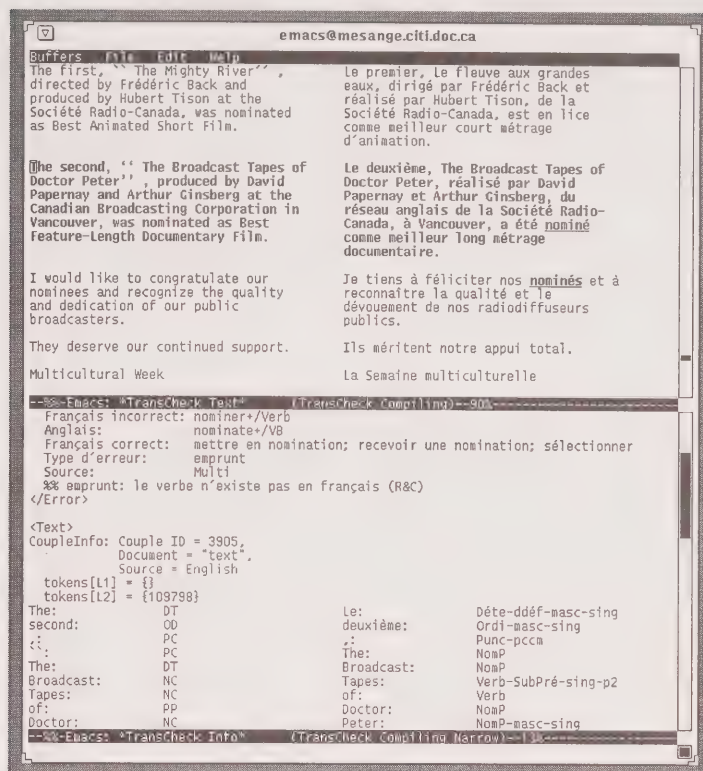 emacs@mesange.citi.doc.ca
Buffers File Edit Help
The first, `` The Mighty River´´ ,
directed by Frédéric Back and
produced by Hubert Tison at the
Société Radio-Canada, was nominated
as Best Animated Short Film.
Le premier, Le fleuve aux grandes
eaux, dirigé par Frédéric Back et
réalisé par Hubert Tison, de la
Société Radio-Canada, est en lice
comme meilleur court métrage
d´animation.
The second, `` The Broadcast Tapes of
Doctor Peter´´ , produced by David
Papernay and Arthur Ginsberg at the
Canadian Broadcasting Corporation in
Vancouver, was nominated as Best
Feature-Length Documentary Film.
Le deuxième, The Broadcast Tapes of
Doctor Peter, réalisé par David
Papernay et Arthur Ginsberg, du
réseau anglais de la Société Radio-
Canada, à Vancouver, a été nominé
comme meilleur long métrage
documentaire.
I would like to congratulate our
nominees and recognize the quality
and dedication of our public
broadcasters.
Je tiens à féliciter nos nominés et à
reconnaître la qualité et le
dévouement de nos radiodiffuseurs
publics.
They deserve our continued support.
Ils méritent notre appui total.
Multicultural Week
La Semaine multiculturelle
--%%-Emacs: *TransCheck Text* (TransCheck Compiling)--90%--
Français incorrect: nominer+/Verb
Anglais: nominate+/VB
Français correct: mettre en nomination; recevoir une nomination; sélectionner
Type d´erreur: emprunt
Source: Multi
%% emprunt: le verbe n´existe pas en français (R&C)
</Error>
<Text>
CoupleInfo: Couple ID = 3905,
Document = "text",
Source = English
tokens[L1] = {}
tokens[L2] = {109798}
The: DT Le: Déte-ddéf-masc-sing
second: OD deuxième: Ordi-masc-sing
,: PC ,: Punc-pccm
``: PC The: NomP
The: DT Broadcast: NomP
Broadcast: NC Tapes: Verb-SubPré-sing-p2
Tapes: NC of: Verb
of: PP Doctor: NomP
Doctor: NC Peter: NomP-masc-sing
--%%-Emacs: *TransCheck Info* (TransCheck Compiling Narrow)--13%--